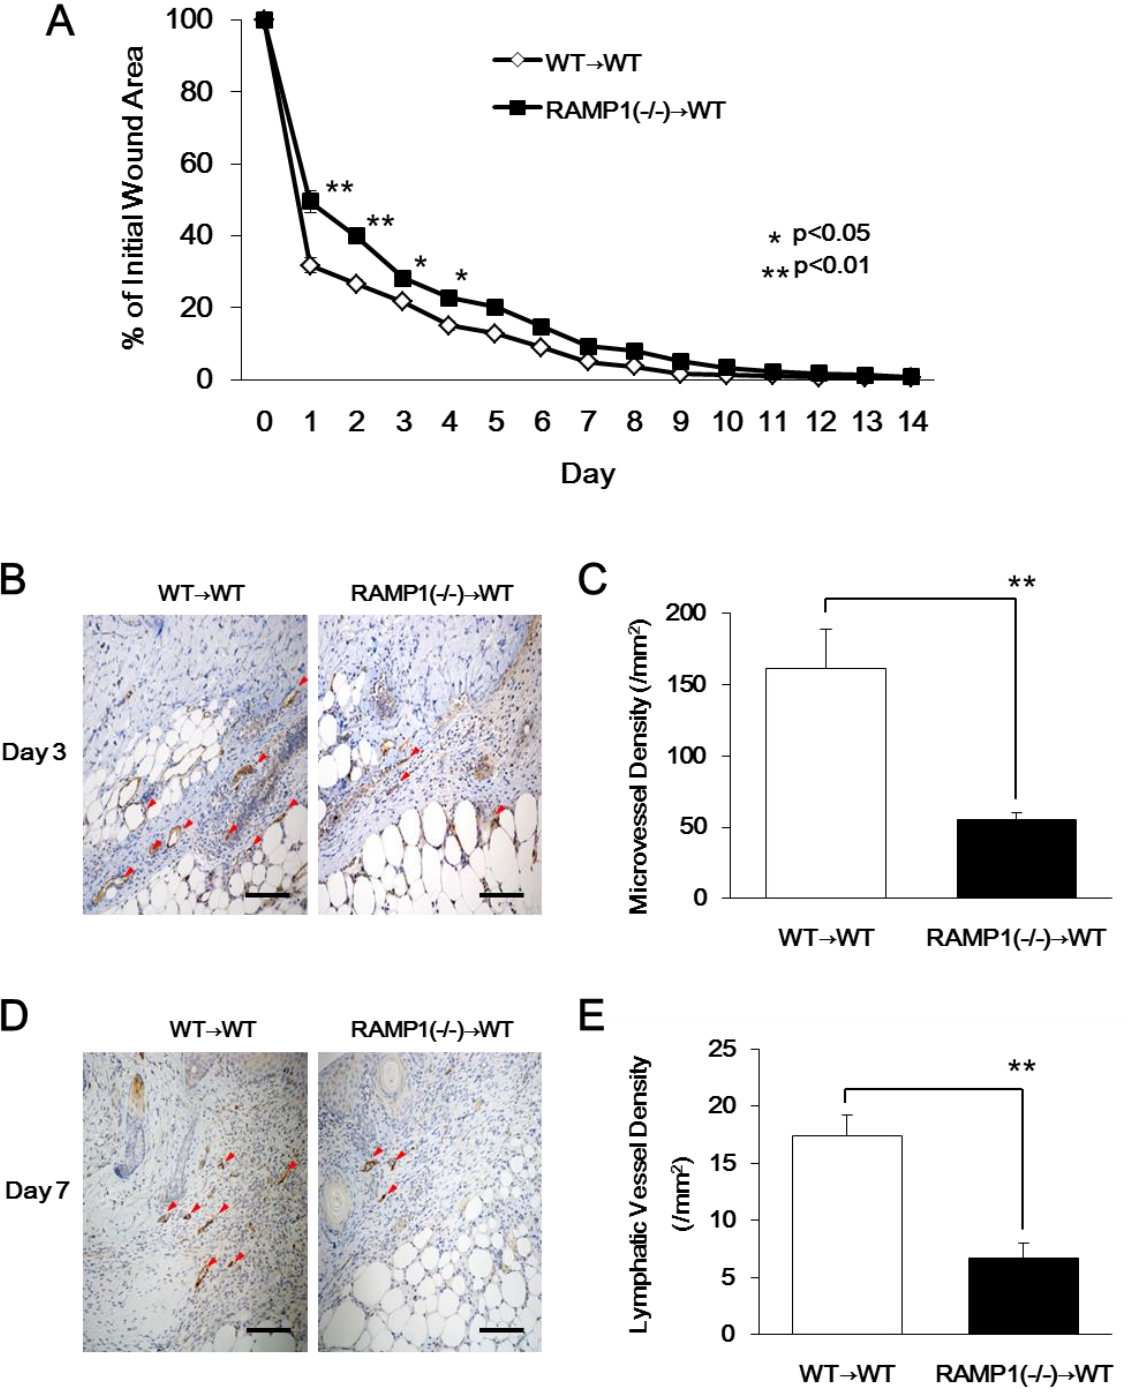 A
100
80
60
40
20
0
% of Initial Wound Area
WT→WT
RAMP1(-/-)→WT
**
**
*
*
* p<0.05
** p<0.01
0 1 2 3 4 5 6 7 8 9 10 11 12 13 14
Day
B
WT→WT
RAMP1(-/-)→WT
Day 3
C
**
200
150
100
50
0
Microvessel Density (/mm²)
WT→WT
RAMP1(-/-)→WT
D
WT→WT
RAMP1(-/-)→WT
Day 7
E
**
25
20
15
10
5
0
Lymphatic Vessel Density
(/mm²)
WT→WT
RAMP1(-/-)→WT